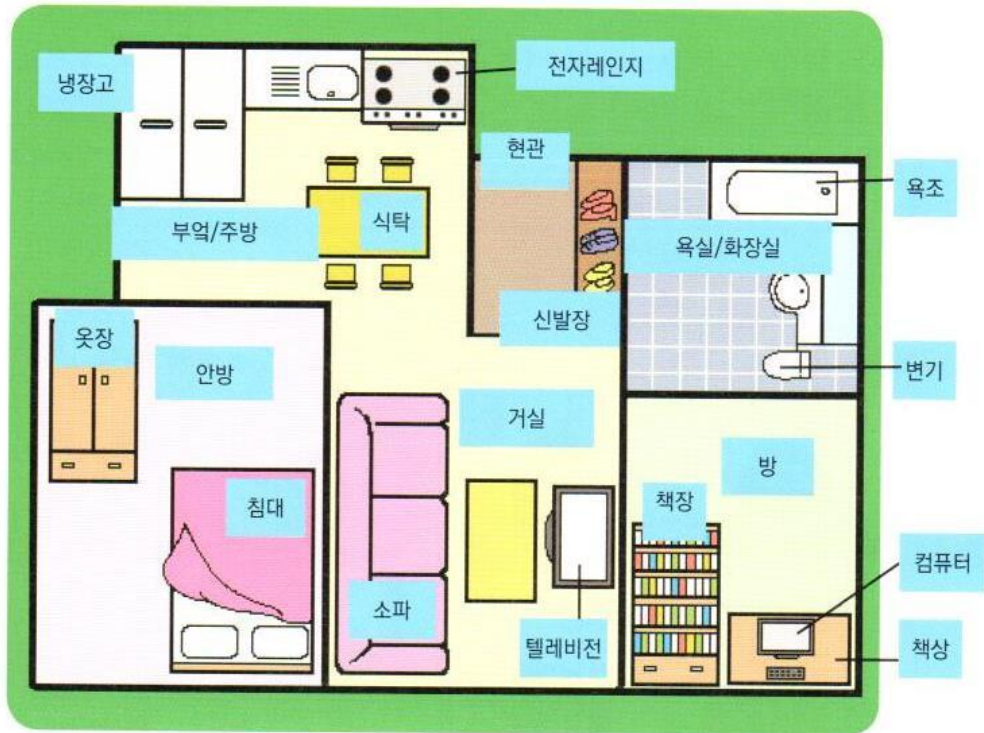 냉장고
전자레인지
현관
욕조
부엌/주방
식탁
욕실/화장실
신발장
옷장
안방
변기
거실
방
침대
책장
컴퓨터
소파
텔레비전
책상